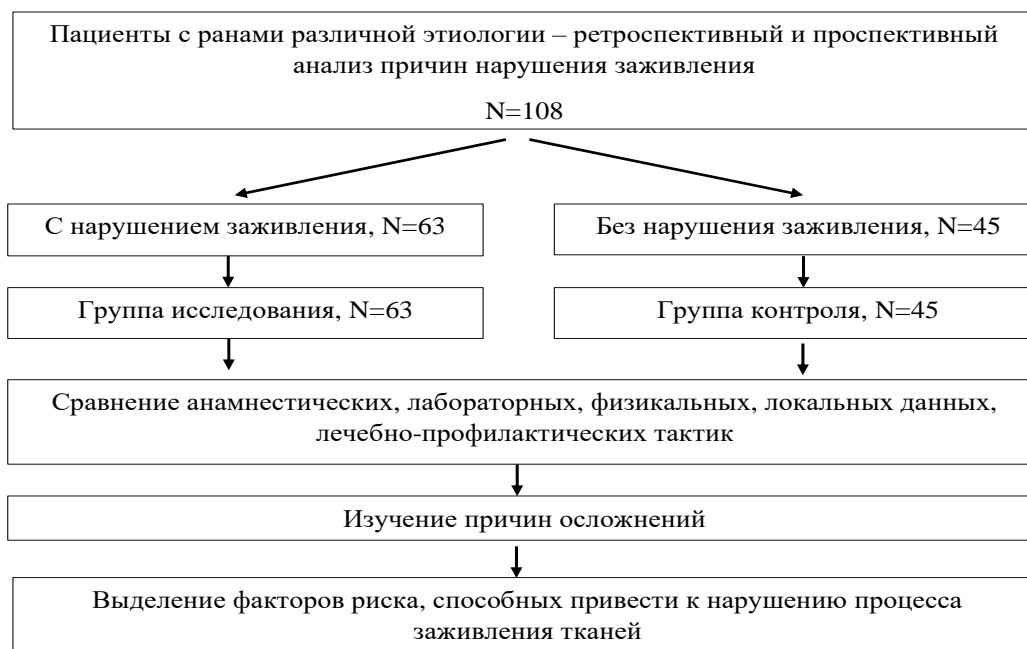 Пациенты с ранами различной этиологии – ретроспективный и проспективный
анализ причин нарушения заживления
N=108
С нарушением заживления, N=63
Без нарушения заживления, N=45
Группа исследования, N=63
Группа контроля, N=45
Сравнение анамнестических, лабораторных, физикальных, локальных данных,
лечебно-профилактических тактик
Изучение причин осложнений
Выделение факторов риска, способных привести к нарушению процесса
заживления тканей